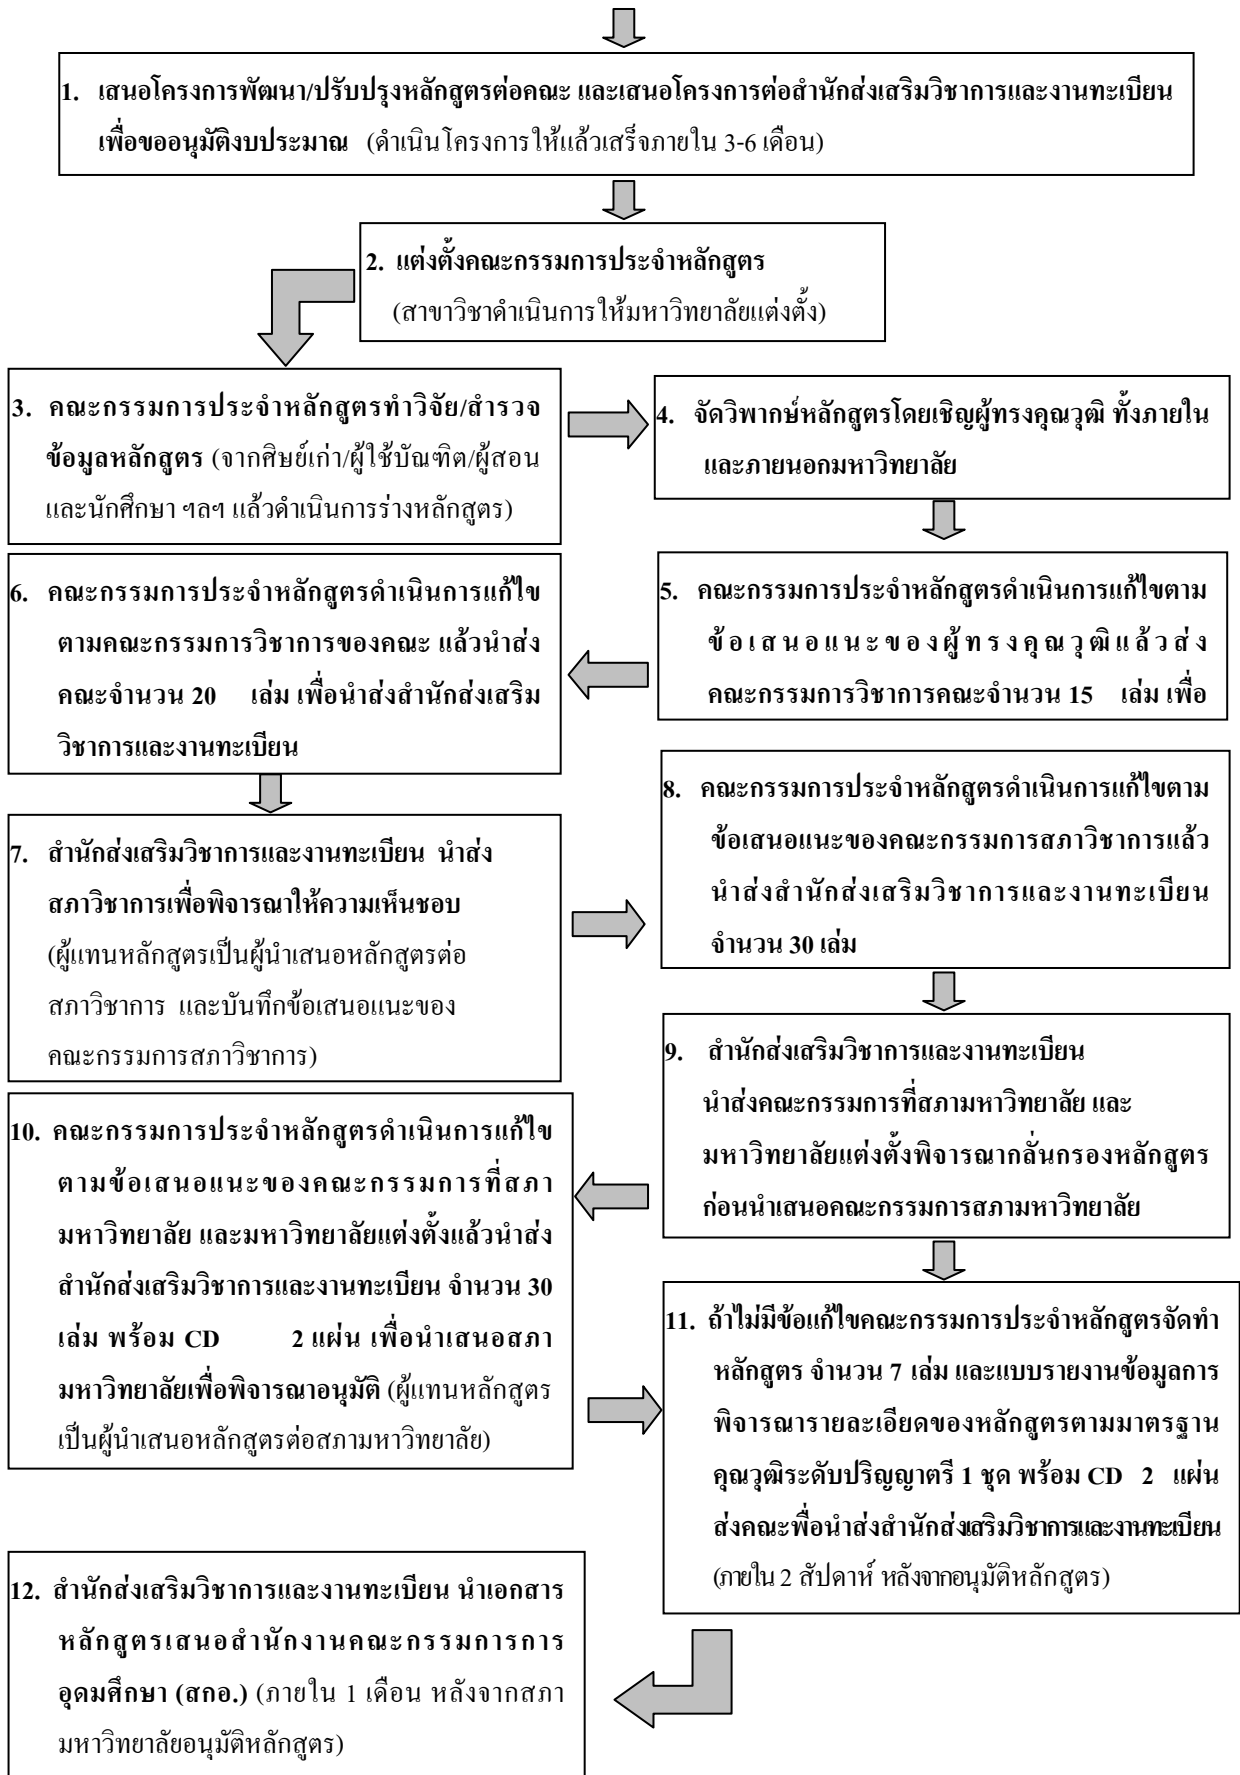 1. เสนอโครงการพัฒนา/ปรับปรุงหลักสูตรต่อคณะ และเสนอโครงการต่อสำนักส่งเสริมวิชาการและงานทะเบียน
เพื่อขออนุมัติงบประมาณ (ดำเนินโครงการให้แล้วเสร็จภายใน 3-6 เดือน)
2. แต่งตั้งคณะกรรมการประจำหลักสูตร
(สาขาวิชาดำเนินการให้มหาวิทยาลัยแต่งตั้ง)
3. คณะกรรมการประจำหลักสูตรทำวิจัย/สำรวจ
ข้อมูลหลักสูตร (จากศิษย์เก่า/ผู้ใช้บัณฑิต/ผู้สอน
และนักศึกษา ฯลฯ แล้วดำเนินการร่างหลักสูตร)
4. จัดวิพากษ์หลักสูตรโดยเชิญผู้ทรงคุณวุฒิ ทั้งภายใน
และภายนอกมหาวิทยาลัย
5. คณะกรรมการประจำหลักสูตรดำเนินการแก้ไขตาม
ข้อเสนอแนะของผู้ทรงคุณวุฒิแล้วส่ง
คณะกรรมการวิชาการคณะจำนวน 15 เล่ม เพื่อ
6. คณะกรรมการประจำหลักสูตรดำเนินการแก้ไข
ตามคณะกรรมการวิชาการของคณะ แล้วนำส่ง
คณะจำนวน 20 เล่ม เพื่อนำส่งสำนักส่งเสริม
วิชาการและงานทะเบียน
7. สำนักส่งเสริมวิชาการและงานทะเบียน นำส่ง
สภาวิชาการเพื่อพิจารณาให้ความเห็นชอบ
(ผู้แทนหลักสูตรเป็นผู้นำเสนอหลักสูตรต่อ
สภาวิชาการ และบันทึกข้อเสนอแนะของ
คณะกรรมการสภาวิชาการ)
8. คณะกรรมการประจำหลักสูตรดำเนินการแก้ไขตาม
ข้อเสนอแนะของคณะกรรมการสภาวิชาการแล้ว
นำส่งสำนักส่งเสริมวิชาการและงานทะเบียน
จำนวน 30 เล่ม
9. สำนักส่งเสริมวิชาการและงานทะเบียน
นำส่งคณะกรรมการที่สภามหาวิทยาลัย และ
มหาวิทยาลัยแต่งตั้งพิจารณากลั่นกรองหลักสูตร
ก่อนนำเสนอคณะกรรมการสภามหาวิทยาลัย
10. คณะกรรมการประจำหลักสูตรดำเนินการแก้ไข
ตามข้อเสนอแนะของคณะกรรมการที่สภา
มหาวิทยาลัย และมหาวิทยาลัยแต่งตั้งแล้วนำส่ง
สำนักส่งเสริมวิชาการและงานทะเบียน จำนวน 30
เล่ม พร้อม CD 2 แผ่น เพื่อนำเสนอสภา
มหาวิทยาลัยเพื่อพิจารณาอนุมัติ (ผู้แทนหลักสูตร
เป็นผู้นำเสนอหลักสูตรต่อสภามหาวิทยาลัย)
11. ถ้าไม่มีข้อแก้ไขคณะกรรมการประจำหลักสูตรจัดทำ
หลักสูตร จำนวน 7 เล่ม และแบบรายงานข้อมูลการ
พิจารณารายละเอียดของหลักสูตรตามมาตรฐาน
คุณวุฒิระดับปริญญาตรี 1 ชุด พร้อม CD 2 แผ่น
ส่งคณะพื่อนำส่งสำนักส่งเสริมวิชาการและงานทะเบียน
(ภายใน 2 สัปดาห์ หลังจากอนุมัติหลักสูตร)
12. สำนักส่งเสริมวิชาการและงานทะเบียน นำเอกสาร
หลักสูตรเสนอสำนักงานคณะกรรมการการ
อุดมศึกษา (สกอ.) (ภายใน 1 เดือน หลังจากสภา
มหาวิทยาลัยอนุมัติหลักสูตร)